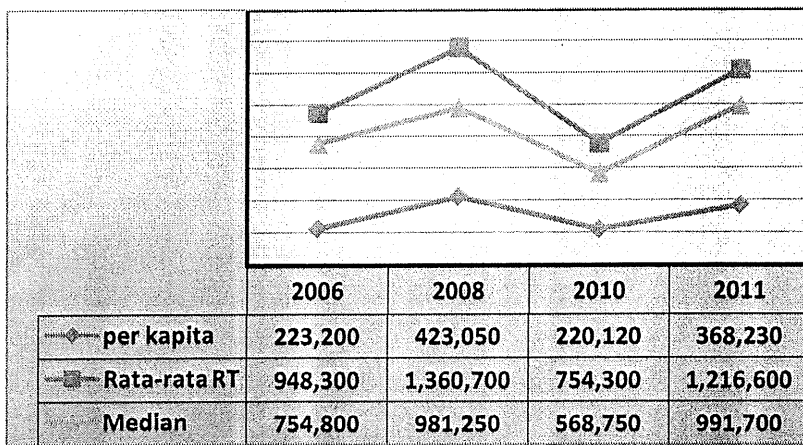 2006 2008 2010 2011
per kapita 223,200 423,050 220,120 368,230
Rata-rata RT 948,300 1,360,700 754,300 1,216,600
Median 754,800 981,250 568,750 991,700